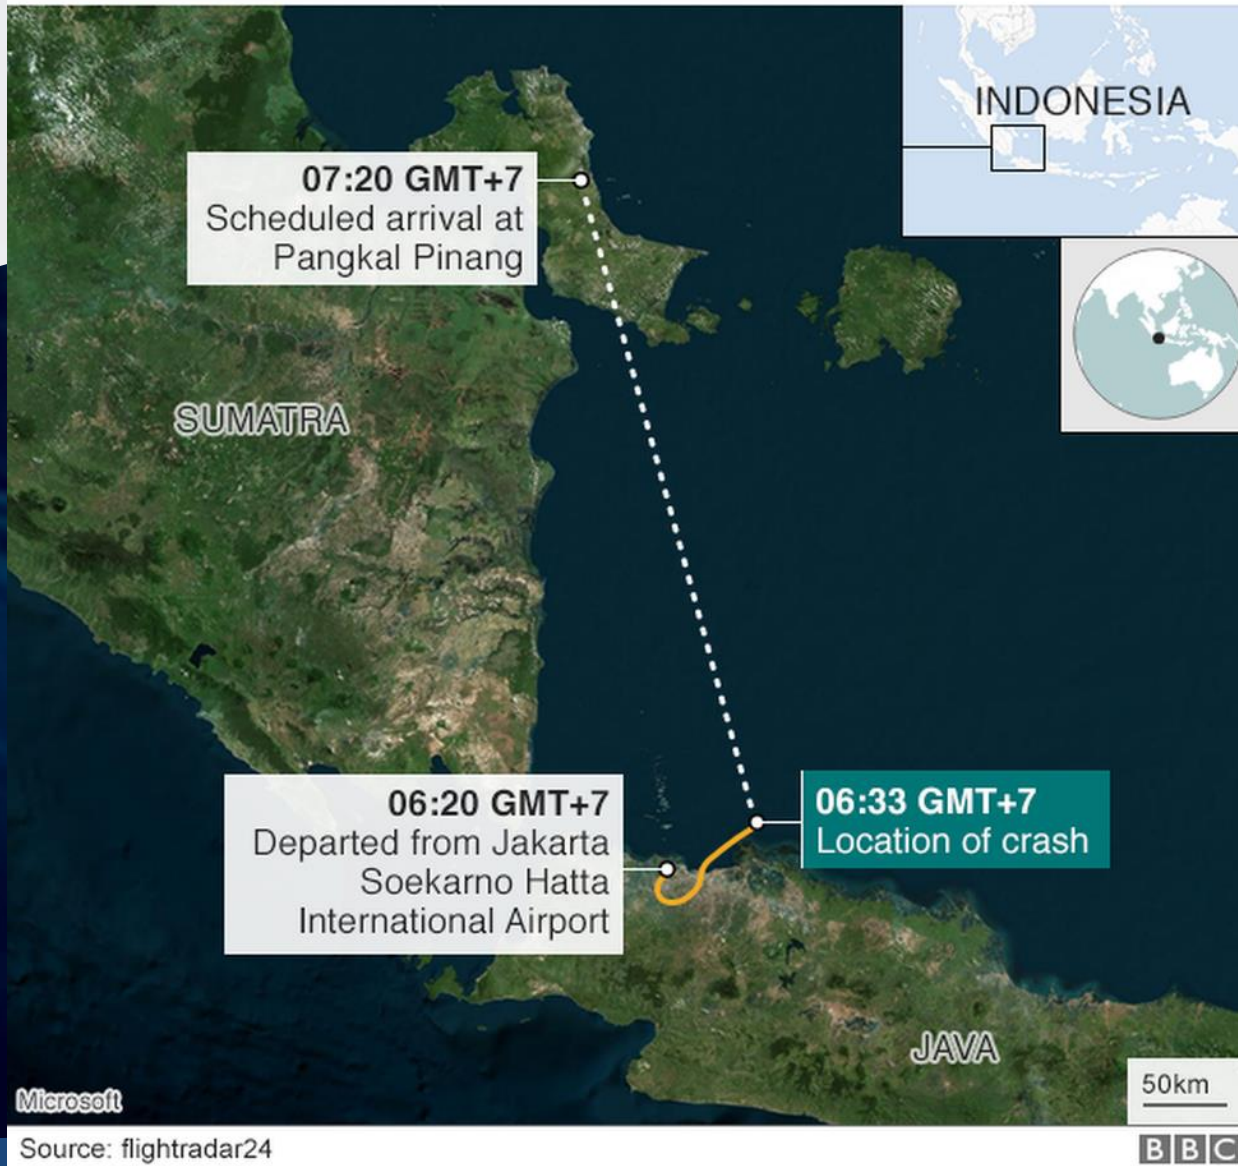 INDONESIA
07:20 GMT+7
Scheduled arrival at
Pangkal Pinang
SUMATRA
06:20 GMT+7
Departed from Jakarta
Soekarno Hatta
International Airport
06:33 GMT+7
Location of crash
JAVA
50km
Microsoft
Source: flightradar24
BBC